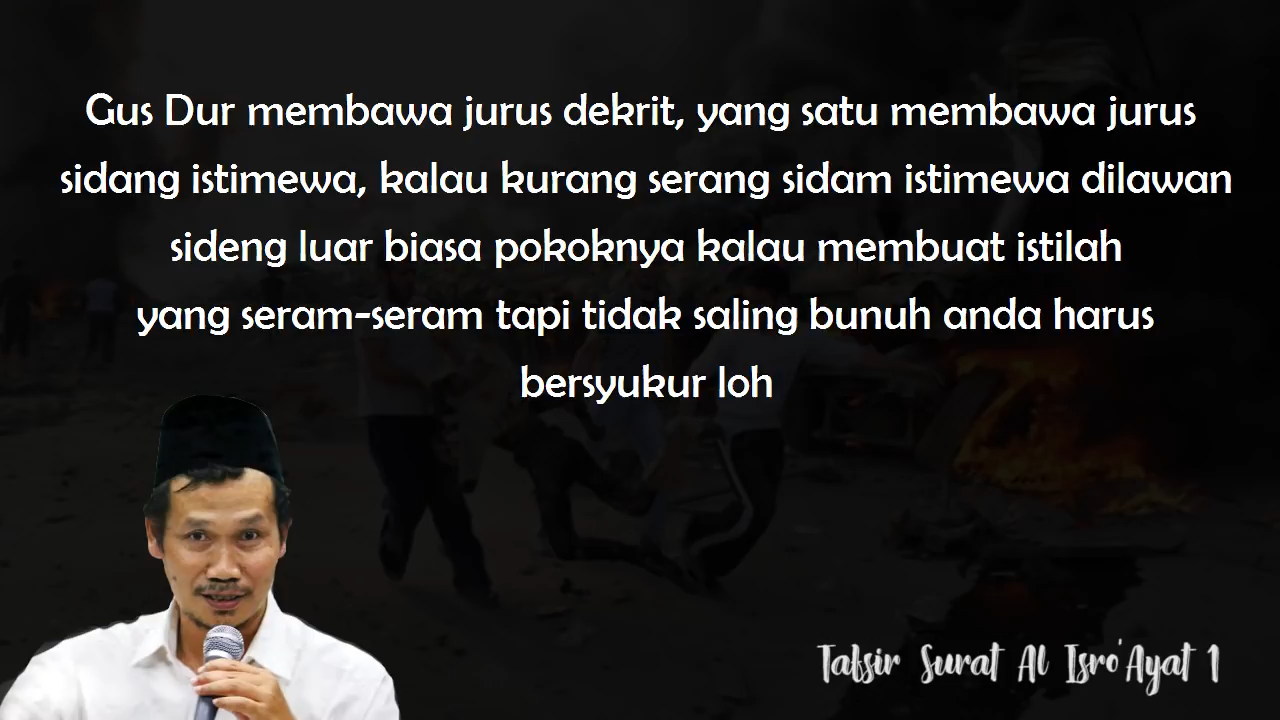 Gus Dur membawa jurus dekrit, yang satu membawa jurus
sidang istimewa, kalau kurang serang sidam istimewa dilawan
sideng luar biasa pokoknya kalau membuat istilah
yang seram-seram tapi tidak saling bunuh anda harus
bersyukur loh
Tafsir Surat Al Isro'Ayat 1